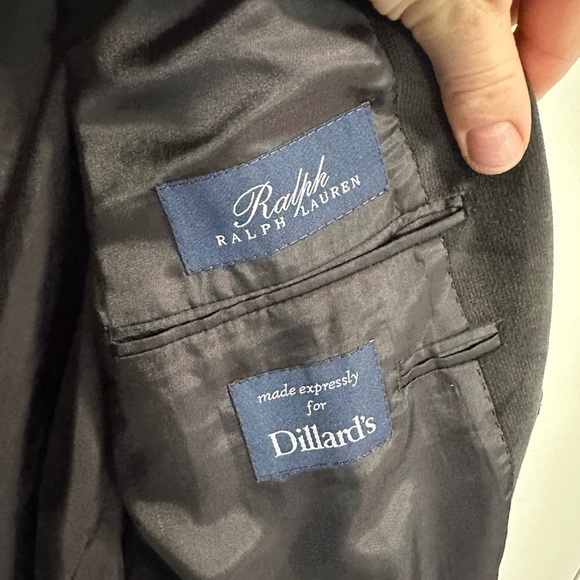 Ralph
RALPH LAUREN
made expressly
for
Dillard's